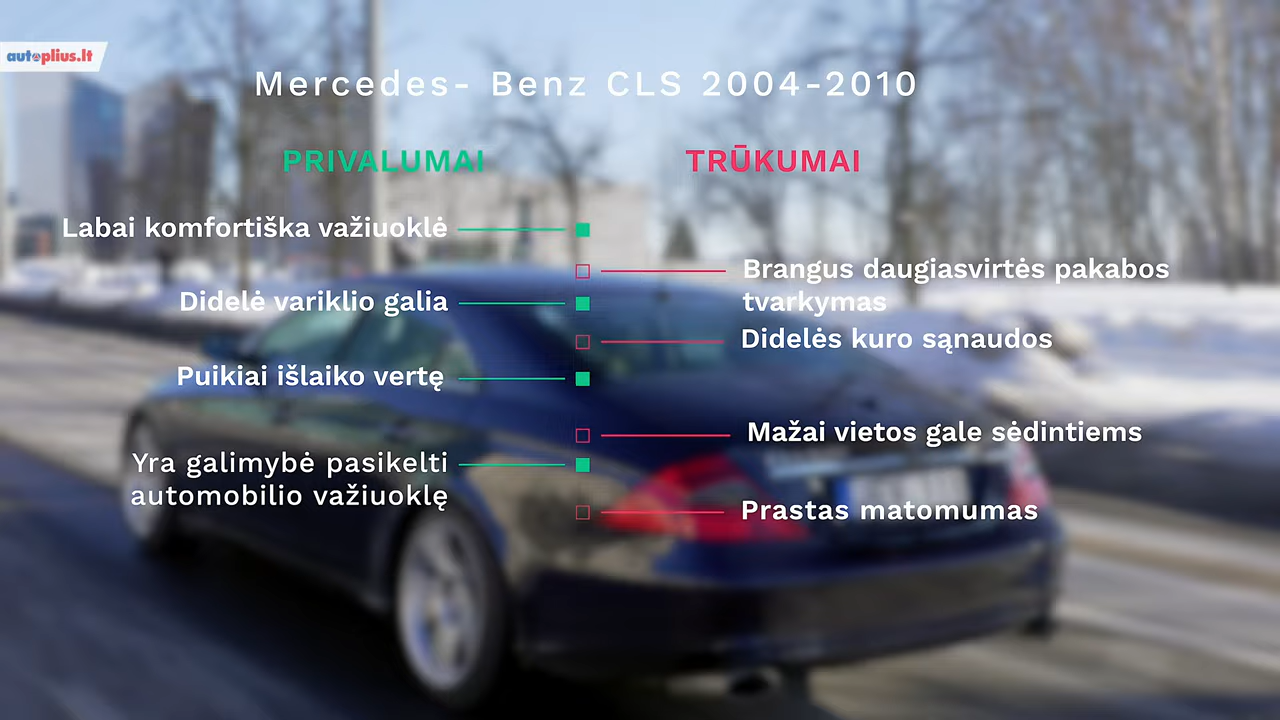 autoplius.lt
Mercedes- Benz CLS 2004-2010
PRIVALUMAI
Labai komfortiška važiuoklė
Didelė variklio galia
Puikiai išlaiko vertę
Yra galimybė pasikelti
automobilio važiuoklę
TRŪKUMAI
Brangus daugiasvirtės pakabos
tvarkymas
Didelės kuro sąnaudos
Mažai vietos gale sėdintiems
Prastas matomumas